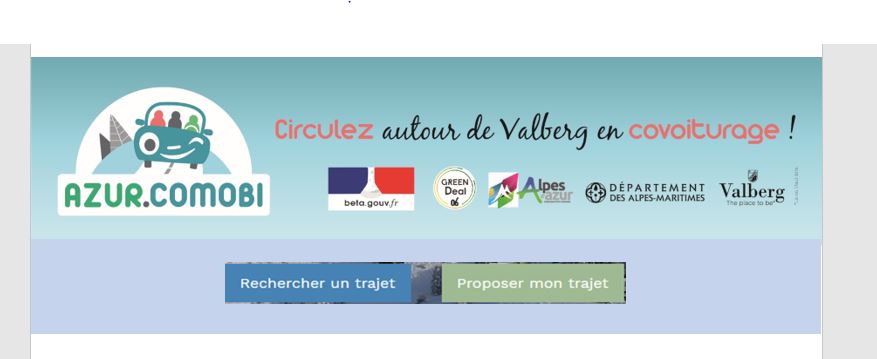 Circulez autour de Valberg en covoiturage !
AZUR.COMOBI
beta.gouv.fr
GREEN
Deal
06
Alpes
d'azur
DÉPARTEMENT
DES ALPES-MARITIMES
Valberg
The place to be*
Rechercher un trajet
Proposer mon trajet